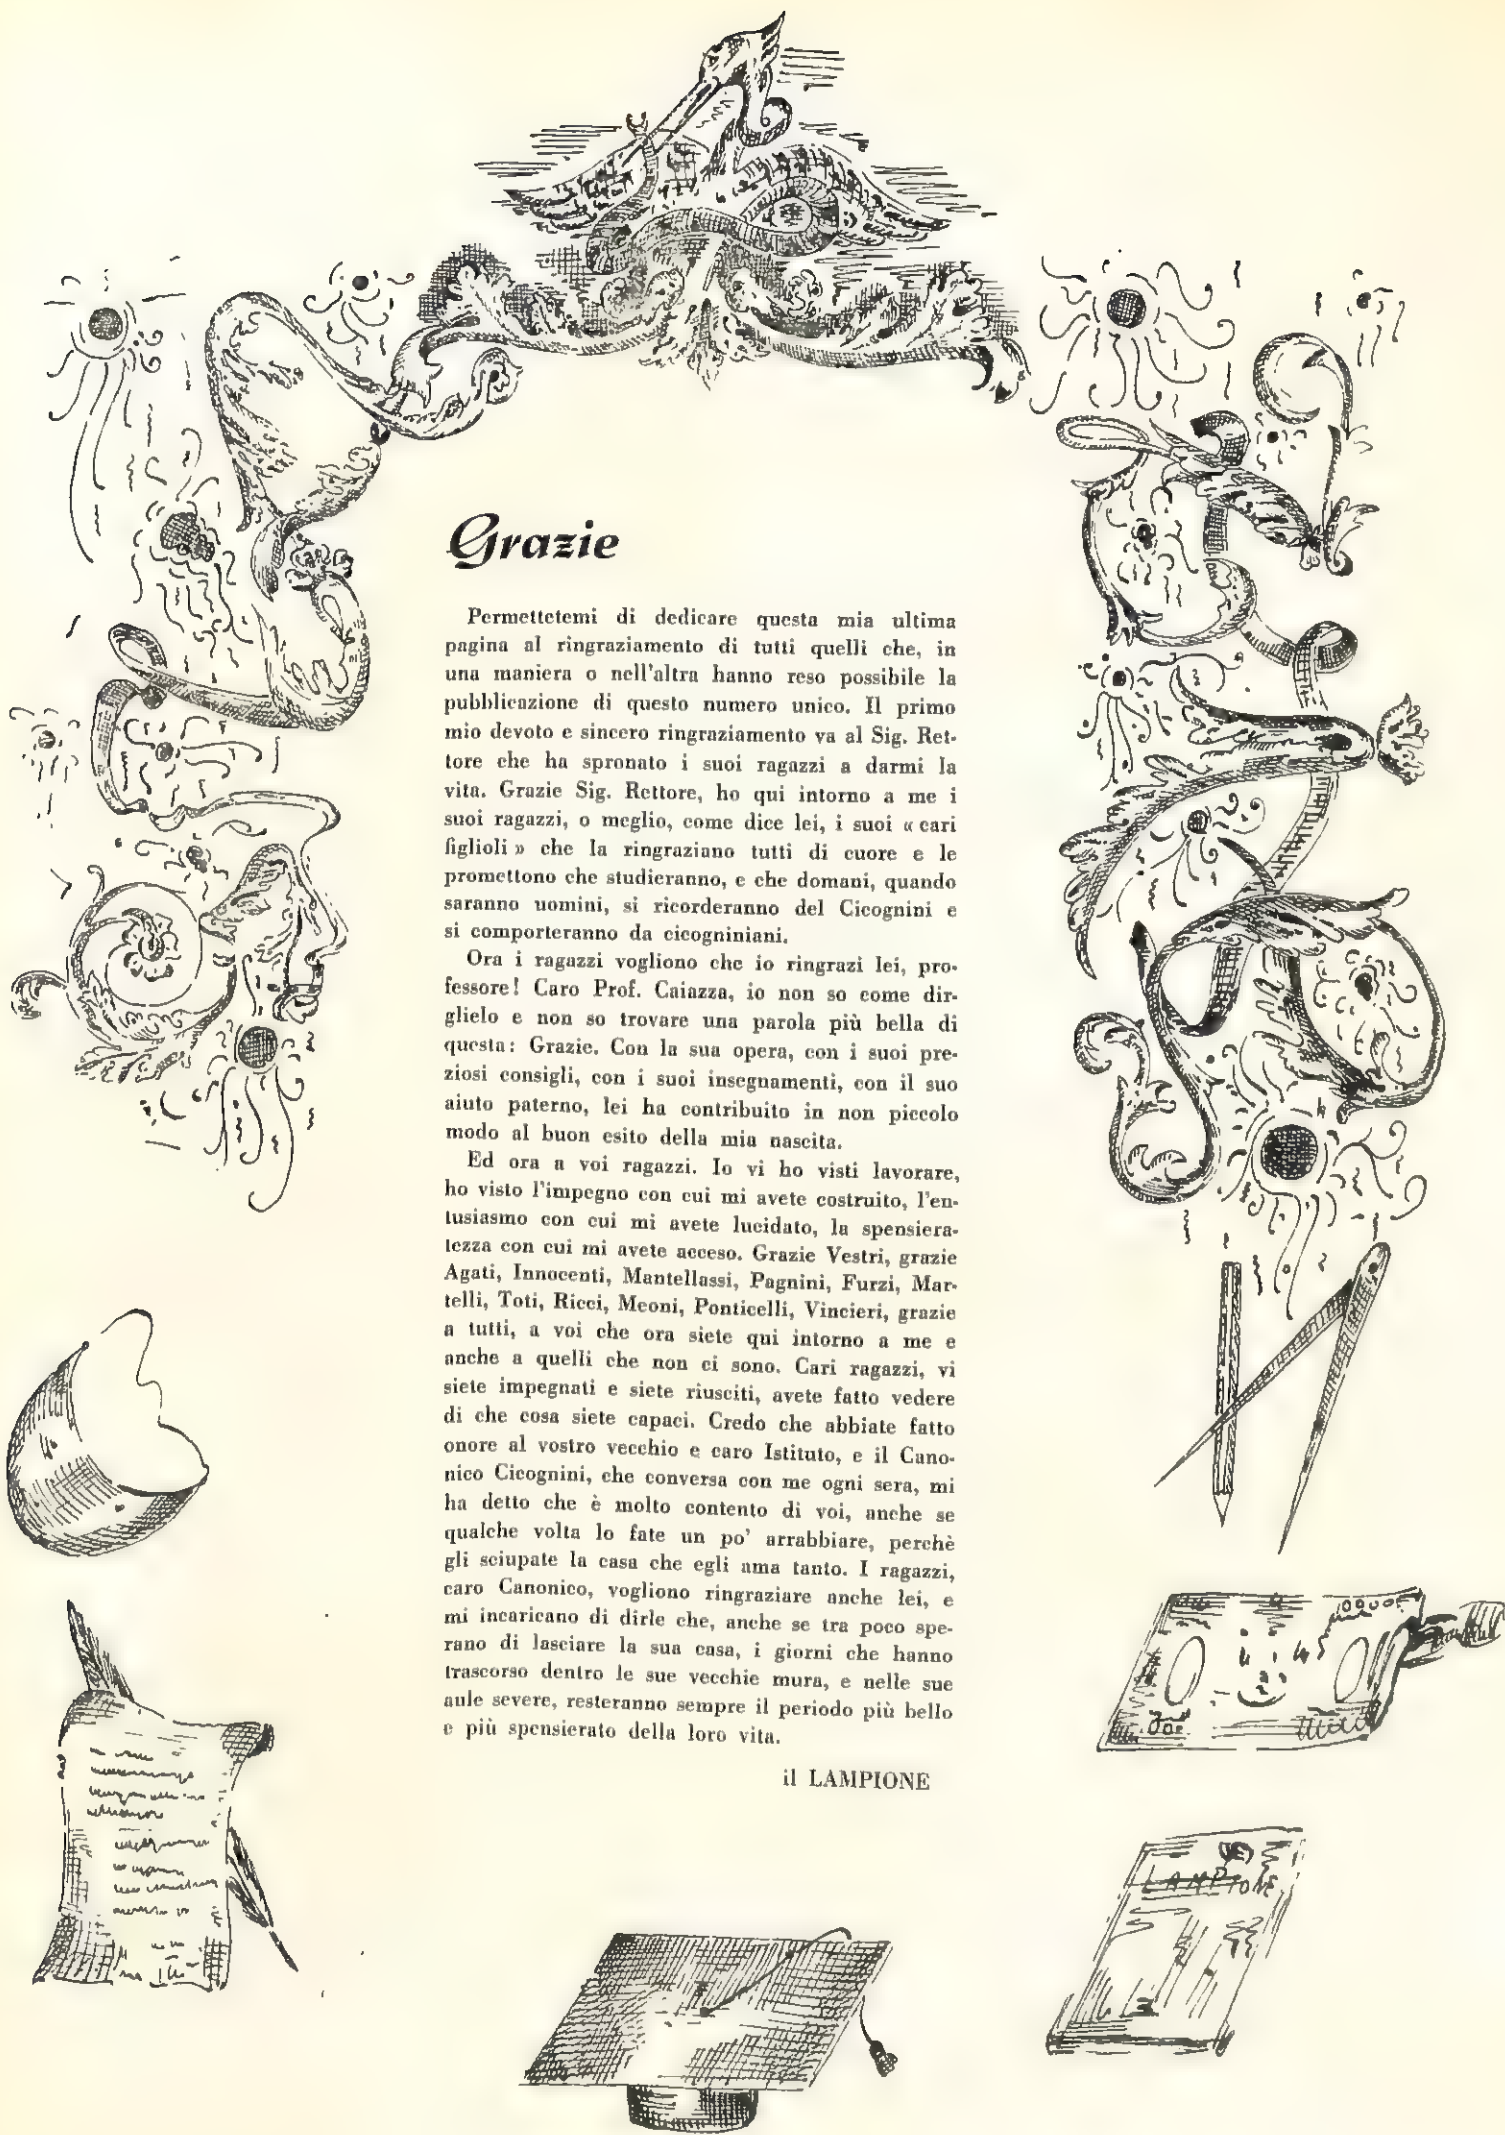 Grazie
Permettetemi di dedicare questa mia ultima
pagina al ringraziamento di tutti quelli che, in
una maniera o nell'altra hanno reso possibile la
pubblicazione di questo numero unico. Il primo
mio devoto e sincero ringraziamento va al Sig. Ret-
tore che ha spronato i suoi ragazzi a darmi la
vita. Grazie Sig. Rettore, ho qui intorno a me i
suoi ragazzi, o meglio, come dice lei, i suoi « cari
figlioli » che la ringraziano tutti di cuore e le
promettono che studieranno, e che domani, quando
saranno uomini, si ricorderanno del Cicognini e
si comporteranno da cicogniniani.
Ora i ragazzi vogliono che io ringrazi lei, pro-
fessore! Caro Prof. Caiazza, io non so come dir-
glielo e non so trovare una parola più bella di
questa: Grazie. Con la sua opera, con i suoi pre-
ziosi consigli, con i suoi insegnamenti, con il suo
aiuto paterno, lei ha contribuito in non piccolo
modo al buon esito della mia nascita.
Ed ora a voi ragazzi. Io vi ho visti lavorare,
ho visto l'impegno con cui mi avete costruito, l'en-
tusiasmo con cui mi avete lucidato, la spensiera-
tezza con cui mi avete acceso. Grazie Vestri, grazie
Agati, Innocenti, Mantellassi, Pagnini, Furzi, Mar-
telli, Toti, Ricci, Meoni, Ponticelli, Vincieri, grazie
a tutti, a voi che ora siete qui intorno a me e
anche a quelli che non ci sono. Cari ragazzi, vi
siete impegnati e siete riusciti, avete fatto vedere
di che cosa siete capaci. Credo che abbiate fatto
onore al vostro vecchio e caro Istituto, e il Cano-
nico Cicognini, che conversa con me ogni sera, mi
ha detto che è molto contento di voi, anche se
qualche volta lo fate un po' arrabbiare, perchè
gli sciupate la casa che egli ama tanto. I ragazzi,
caro Canonico, vogliono ringraziare anche lei, e
mi incaricano di dirle che, anche se tra poco spe-
rano di lasciare la sua casa, i giorni che hanno
trascorso dentro le sue vecchie mura, e nelle sue
aule severe, resteranno sempre il periodo più bello
e più spensierato della loro vita.
il LAMPIONE
LAMPIONE